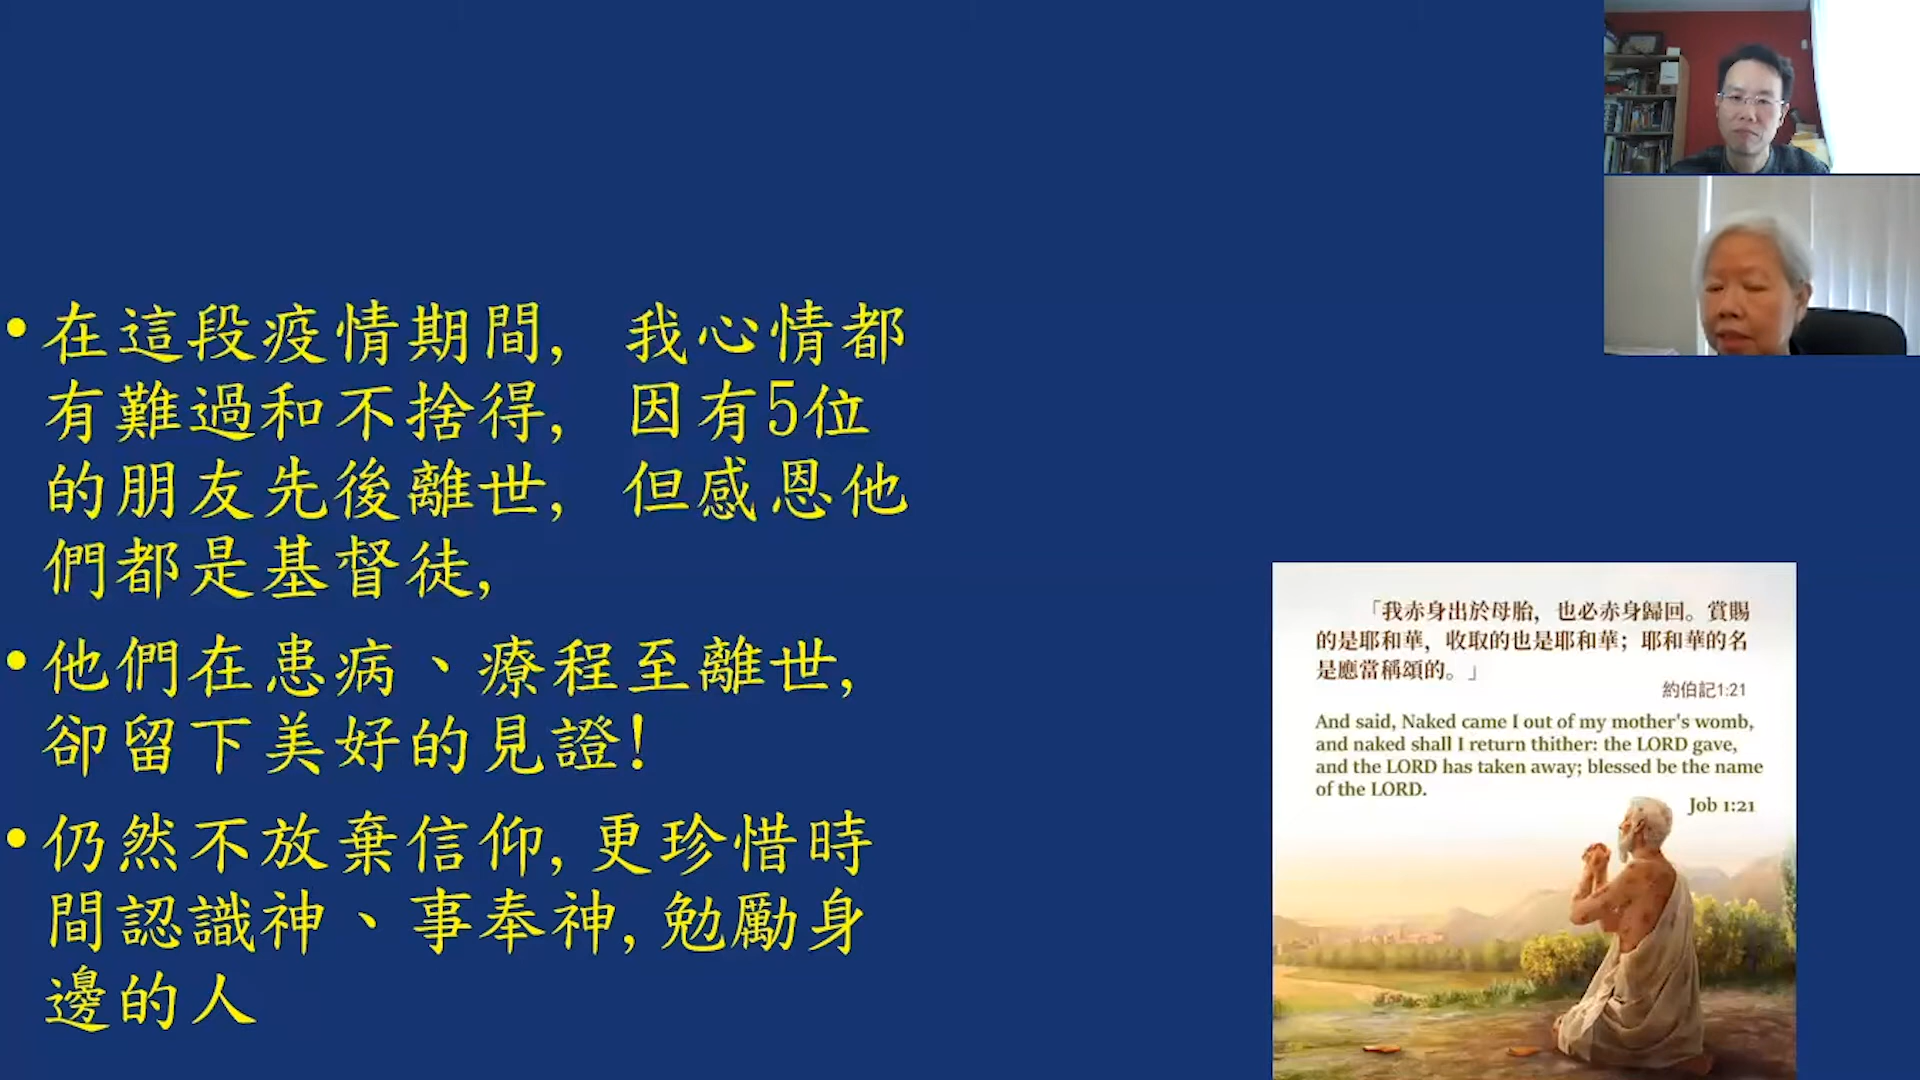 • 在這段疫情期間, 我心情都
有難過和不捨得, 因有5位
的朋友先後離世, 但感恩他
們都是基督徒,
• 他們在患病、療程至離世,
卻留下美好的見證!
• 仍然不放棄信仰, 更珍惜時
間認識神、事奉神, 勉勵身
邊的人
「我赤身出於母胎，也必赤身歸回。賞賜
的是耶和華，收取的也是耶和華；耶和華的名
是應當稱頌的。」
約伯記1:21
And said, Naked came I out of my mother's womb,
and naked shall I return thither: the LORD gave,
and the LORD has taken away; blessed be the name
of the LORD.
Job 1:21